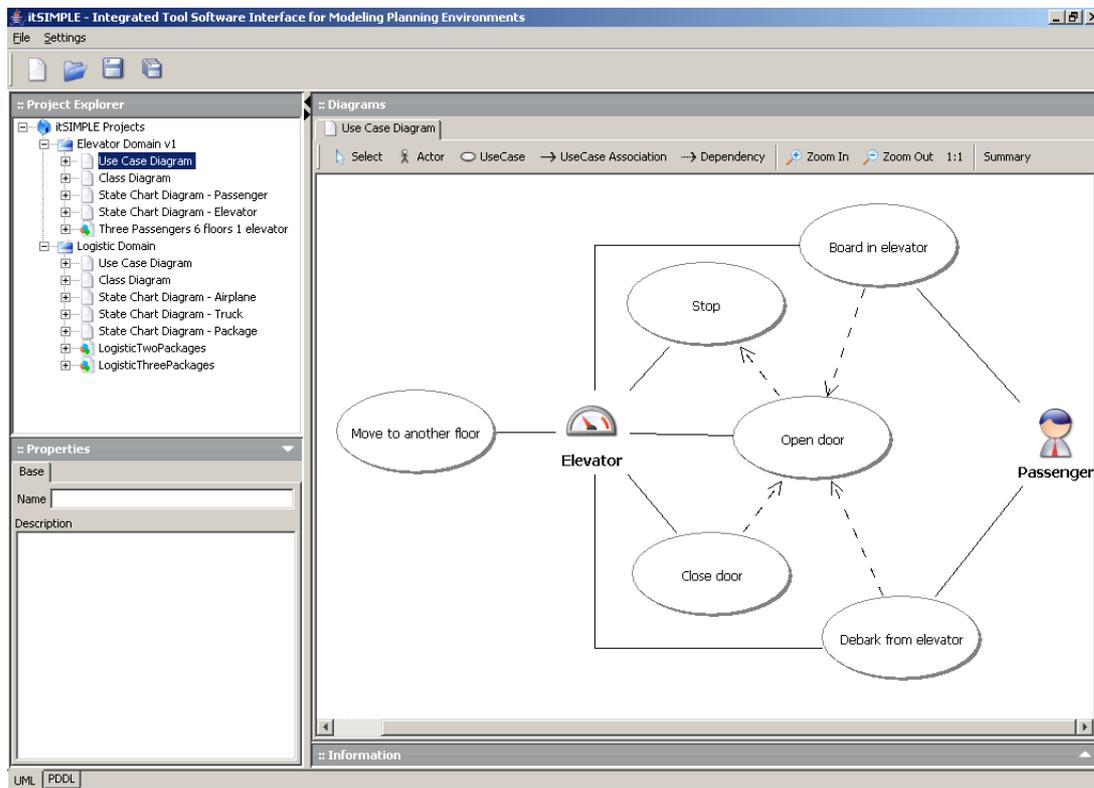 itSIMPLE - Integrated Tool Software Interface for Modeling Planning Environments
File Settings
:: Project Explorer
itSIMPLE Projects
Elevator Domain v1
Use Case Diagram
Class Diagram
State Chart Diagram - Passenger
State Chart Diagram - Elevator
Three Passengers 6 floors 1 elevator
Logistic Domain
Use Case Diagram
Class Diagram
State Chart Diagram - Airplane
State Chart Diagram - Truck
State Chart Diagram - Package
LogisticTwoPackages
LogisticThreePackages
:: Properties
Base
Name
Description
:: Diagrams
Use Case Diagram
Select Actor UseCase UseCase Association Dependency Zoom In Zoom Out 1:1 Summary
Board in elevator
Stop
Move to another floor
Elevator
Open door
Passenger
Close door
Debark from elevator
:: Information
UML PDDL